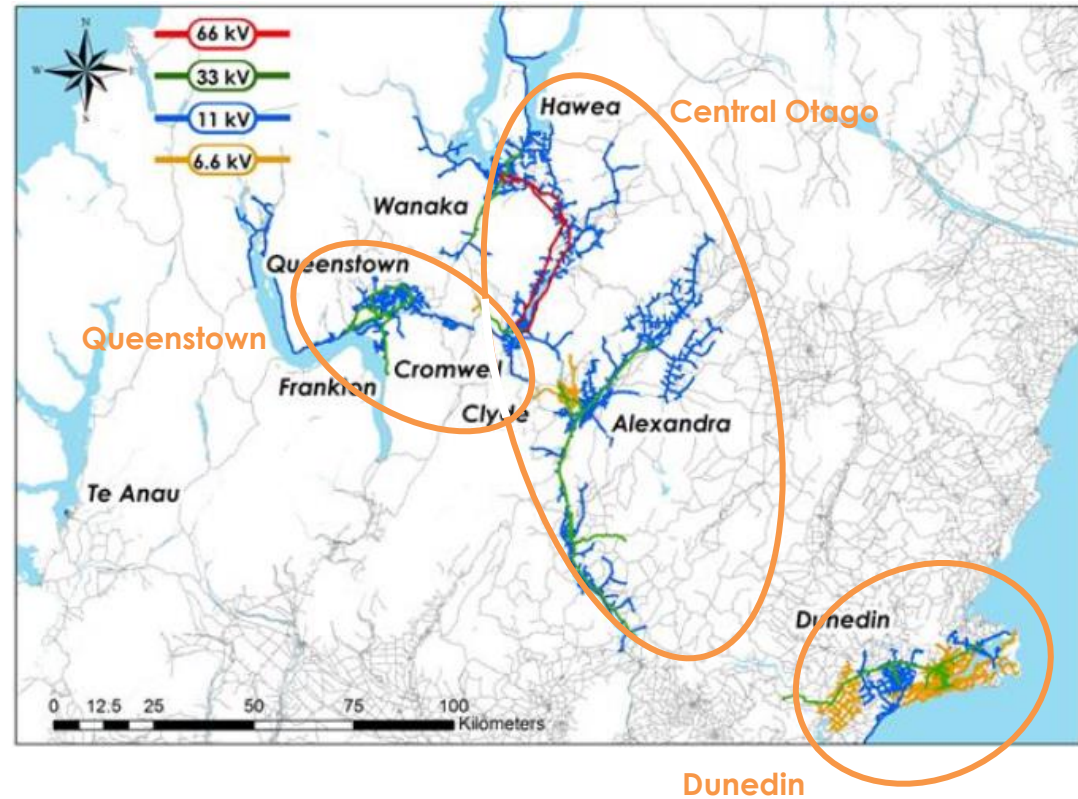 N
W
E
S
66 kV
33 kV
11 kV
6.6 kV
Hawea
Central Otago
Wanaka
Queenstown
Queenstown
Cromwell
Frankton
Clyde
Alexandra
Te Anau
Dunedin
0 12.5 25 50 75 100
Kilometers
Dunedin